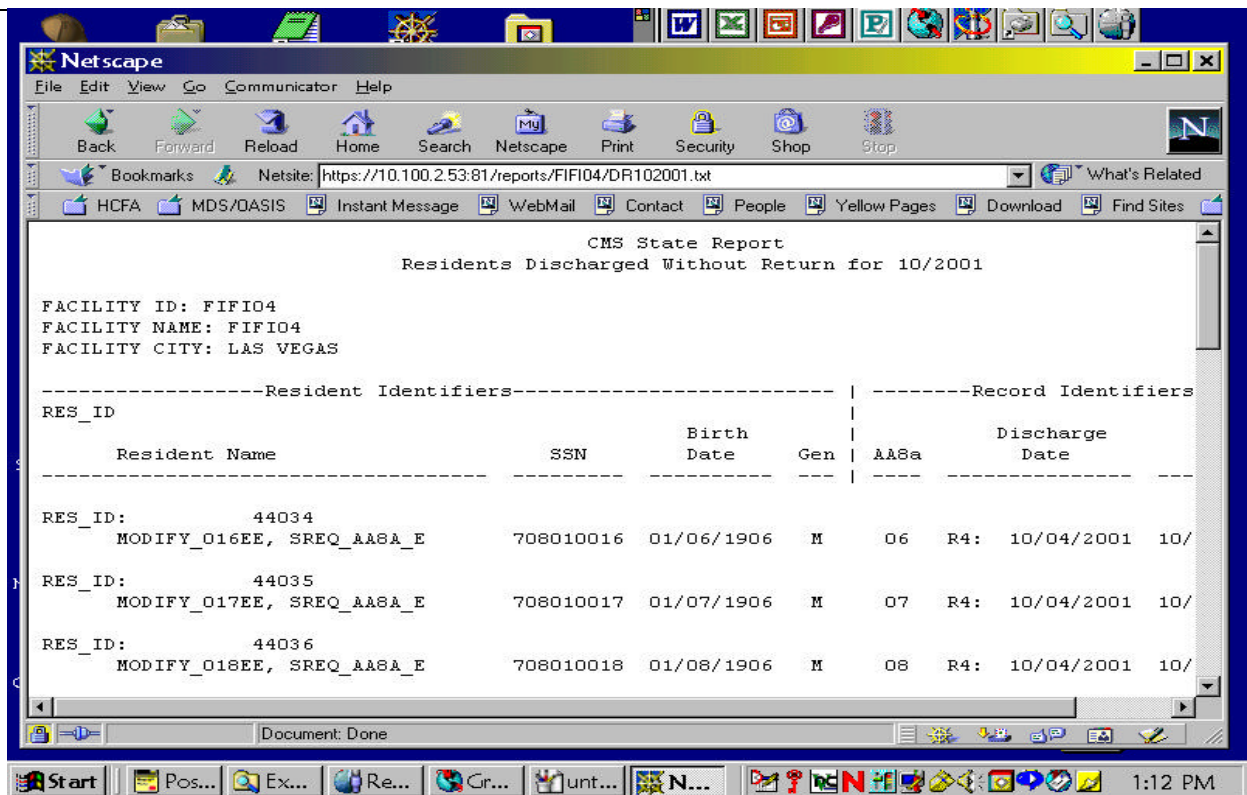 Netscape
File Edit View Go Communicator Help
Back Forward Reload Home Search Netscape Print Security Shop Stop
My
N
Bookmarks Netsite: https://10.100.2.53:81/reports/FIFI04/DR102001.txt What's Related
HCFA MDS/OASIS Instant Message WebMail Contact People Yellow Pages Download Find Sites
CMS State Report
Residents Discharged Without Return for 10/2001
FACILITY ID: FIFI04
FACILITY NAME: FIFI04
FACILITY CITY: LAS VEGAS
------------------Resident Identifiers-------------------------- | --------Record Identifiers
RES_ID |
Birth | Discharge
Resident Name SSN Date Gen | AA8a Date
------------------------------------ --------- ---------- --- | ---- --------------- ---
RES_ID: 44034
MODIFY_016EE, SREQ_AA8A_E 708010016 01/06/1906 M 06 R4: 10/04/2001 10/
RES_ID: 44035
MODIFY_017EE, SREQ_AA8A_E 708010017 01/07/1906 M 07 R4: 10/04/2001 10/
RES_ID: 44036
MODIFY_018EE, SREQ_AA8A_E 708010018 01/08/1906 M 08 R4: 10/04/2001 10/
Document: Done
Start Pos... Ex... Re... Gr... unt... N... 1:12 PM